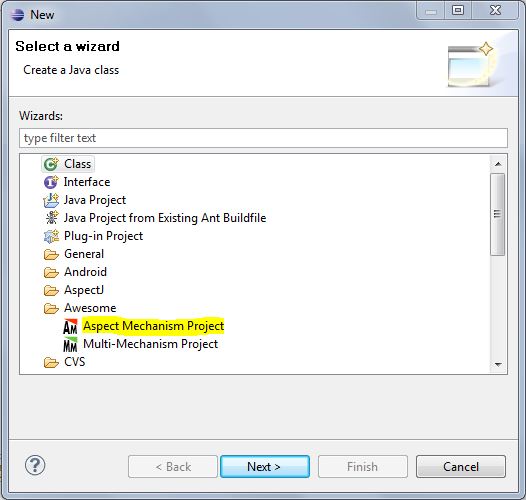 New
Select a wizard
Create a Java class
Wizards:
type filter text
Class
Interface
Java Project
Java Project from Existing Ant Buildfile
Plug-in Project
General
Android
AspectJ
Awesome
AM Aspect Mechanism Project
MM Multi-Mechanism Project
CVS
? < Back Next > Finish Cancel